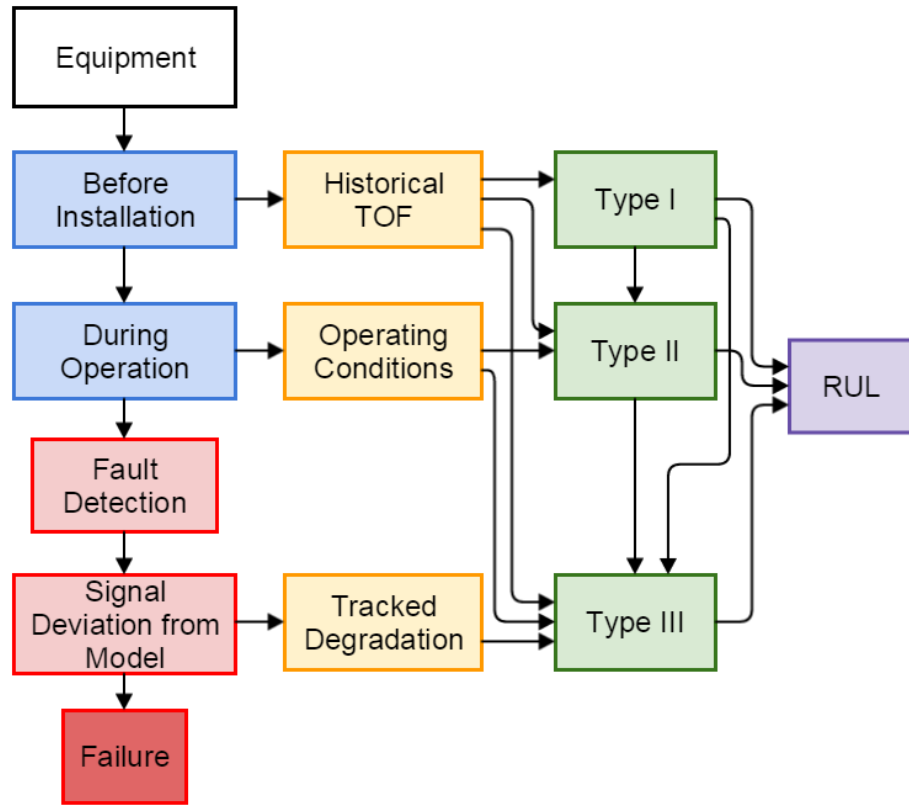 Equipment
Before
Installation
Historical
TOF
Type I
During
Operation
Operating
Conditions
Type II
RUL
Fault
Detection
Signal
Deviation from
Model
Tracked
Degradation
Type III
Failure